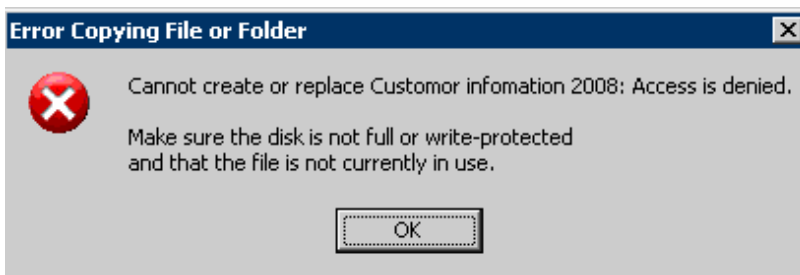 Error Copying File or Folder
Cannot create or replace Customor infomation 2008: Access is denied.
Make sure the disk is not full or write-protected
and that the file is not currently in use.
OK